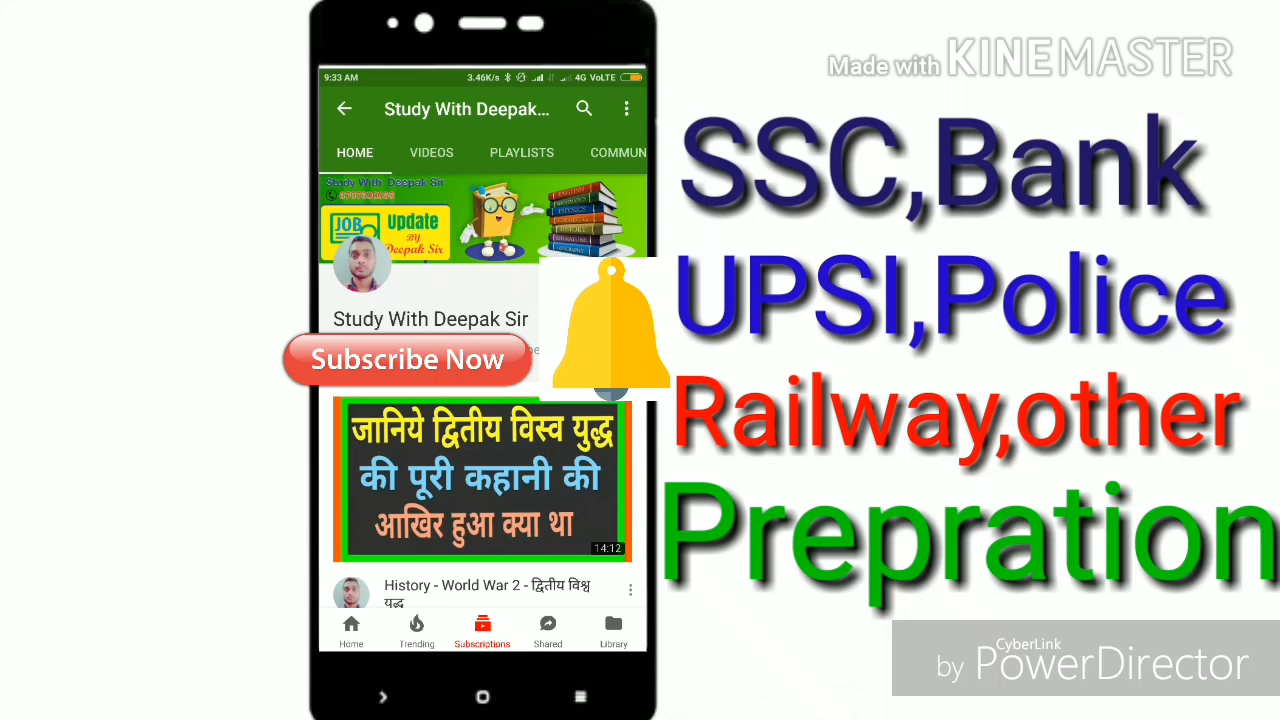 Made with KINEMASTER
9:33 AM 3.46K/s 4G VoLTE
Study With Deepak...
HOME VIDEOS PLAYLISTS COMMUN
Study With Deepak Sir
JOB update
BY
Deepak Sir
ENGLISH
PHYSICS
HISTORY
Study With Deepak Sir
Subscribe Now
जानिये द्वितीय विस्व युद्ध
की पूरी कहानी की
आखिर हुआ क्या था
14:12
History - World War 2 - द्वितीय विश्व
युद्ध
Home Trending Subscriptions Shared Library
SSC,Bank
UPSI,Police
Railway,other
Prepration
CyberLink
by PowerDirector